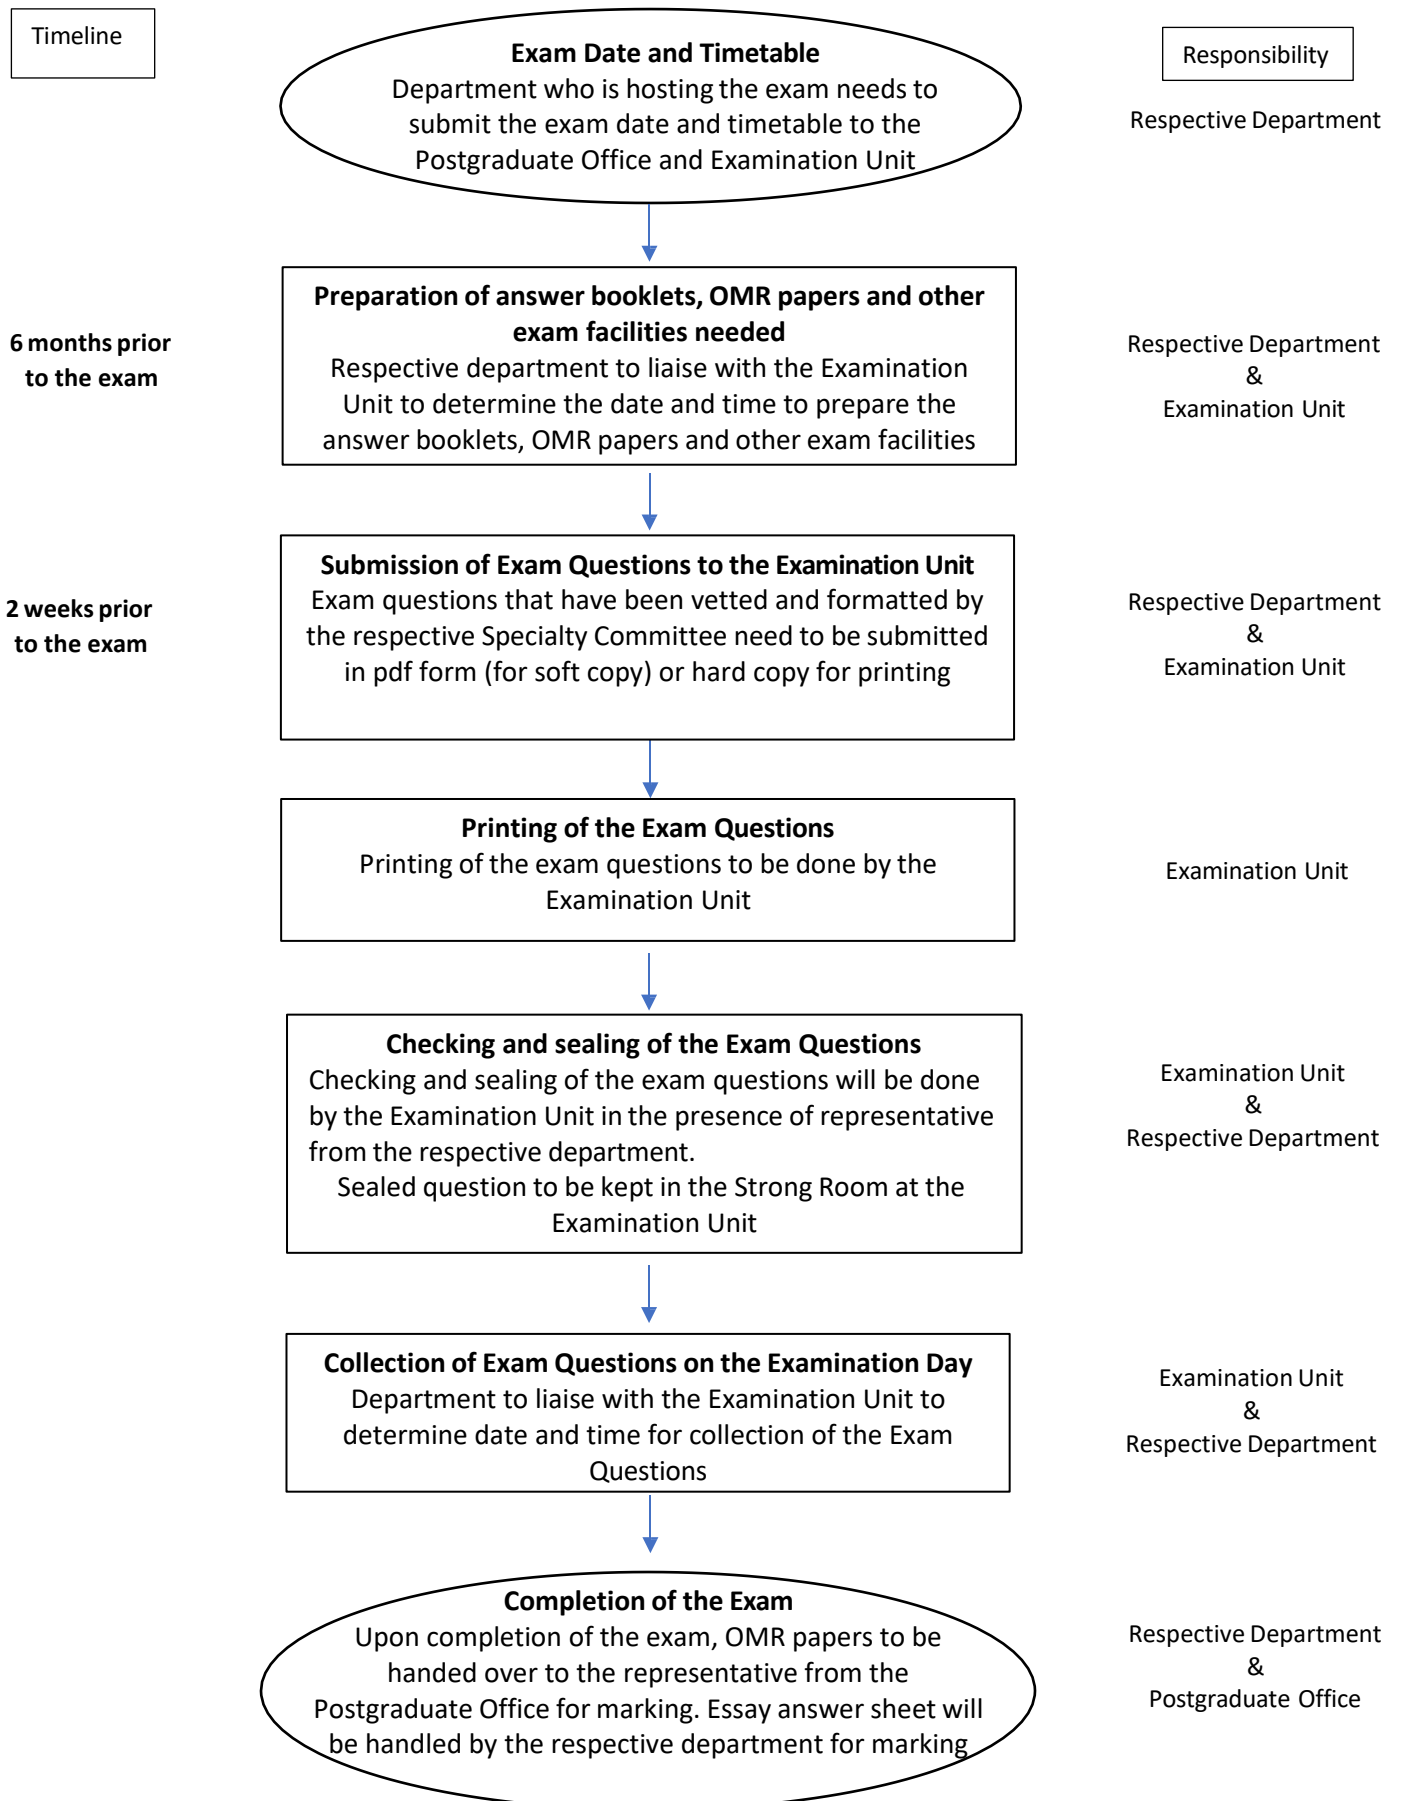 Timeline
Exam Date and Timetable
Department who is hosting the exam needs to
submit the exam date and timetable to the
Postgraduate Office and Examination Unit
Responsibility
Respective Department
6 months prior
to the exam
Preparation of answer booklets, OMR papers and other
exam facilities needed
Respective department to liaise with the Examination
Unit to determine the date and time to prepare the
answer booklets, OMR papers and other exam facilities
Respective Department
&
Examination Unit
2 weeks prior
to the exam
Submission of Exam Questions to the Examination Unit
Exam questions that have been vetted and formatted by
the respective Specialty Committee need to be submitted
in pdf form (for soft copy) or hard copy for printing
Respective Department
&
Examination Unit
Printing of the Exam Questions
Printing of the exam questions to be done by the
Examination Unit
Examination Unit
Checking and sealing of the Exam Questions
Checking and sealing of the exam questions will be done
by the Examination Unit in the presence of representative
from the respective department.
Sealed question to be kept in the Strong Room at the
Examination Unit
Examination Unit
&
Respective Department
Collection of Exam Questions on the Examination Day
Department to liaise with the Examination Unit to
determine date and time for collection of the Exam
Questions
Examination Unit
&
Respective Department
Completion of the Exam
Upon completion of the exam, OMR papers to be
handed over to the representative from the
Postgraduate Office for marking. Essay answer sheet will
be handled by the respective department for marking
Respective Department
&
Postgraduate Office